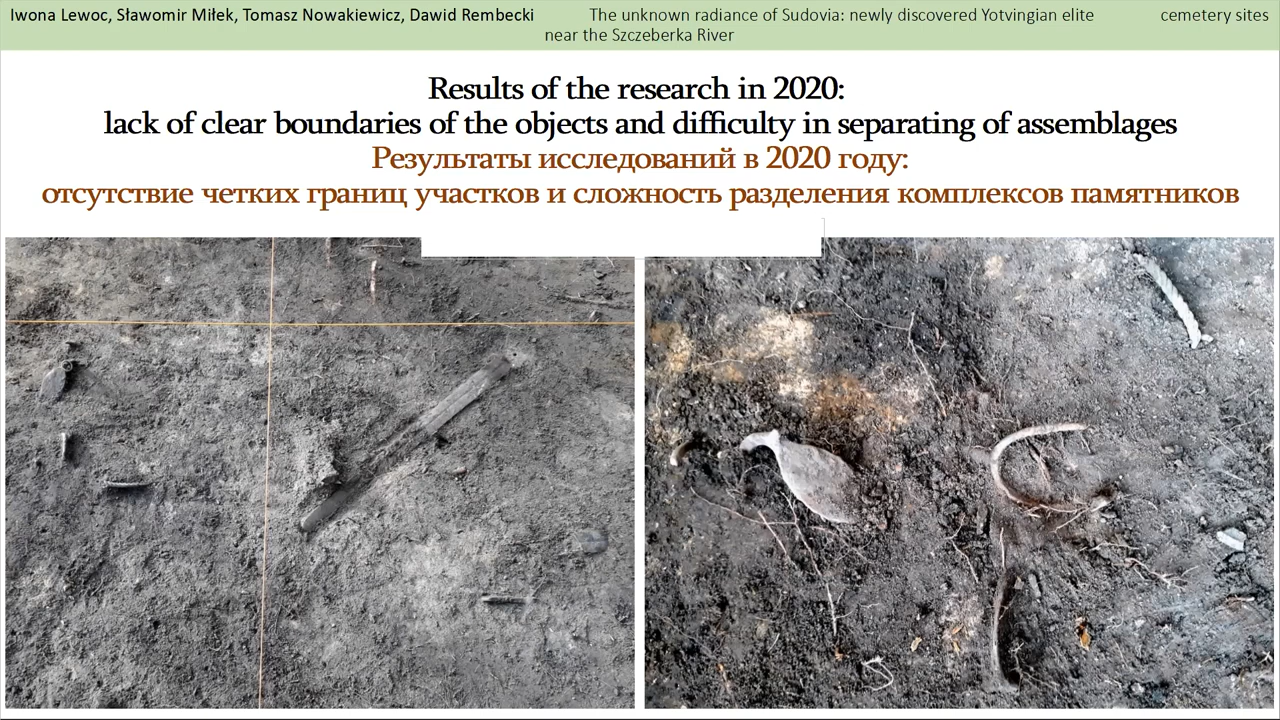 Iwona Lewoc, Sławomir Miłek, Tomasz Nowakiewicz, Dawid Rembecki The unknown radiance of Sudovia: newly discovered Yotvingian elite cemetery sites
near the Szczeberka River
Results of the research in 2020:
lack of clear boundaries of the objects and difficulty in separating of assemblages
Результаты исследований в 2020 году:
отсутствие четких границ участков и сложность разделения комплексов памятников